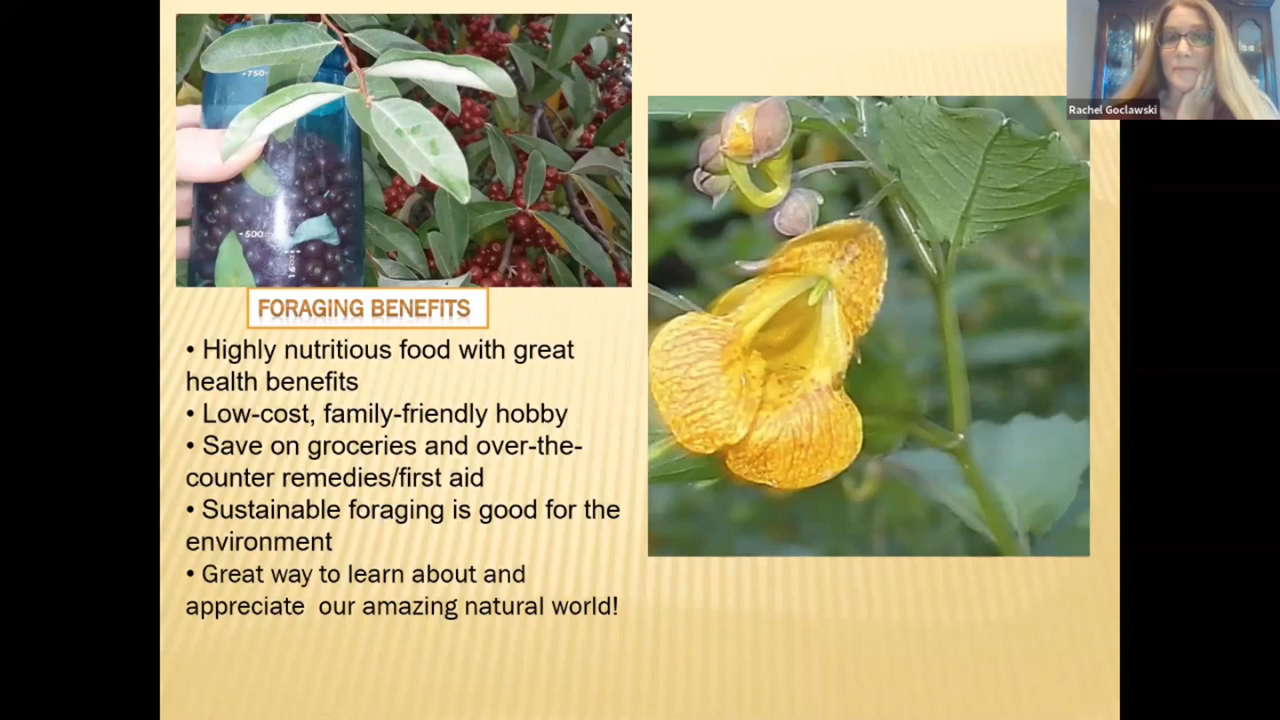 -750
Rachel Goclawski
-500
FORAGING BENEFITS
• Highly nutritious food with great
health benefits
• Low-cost, family-friendly hobby
• Save on groceries and over-the-
counter remedies/first aid
• Sustainable foraging is good for the
environment
• Great way to learn about and
appreciate our amazing natural world!